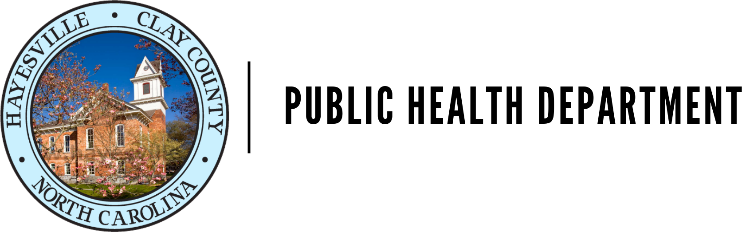 HAYESVILLE • CLAY COUNTY
• NORTH CAROLINA •
PUBLIC HEALTH DEPARTMENT